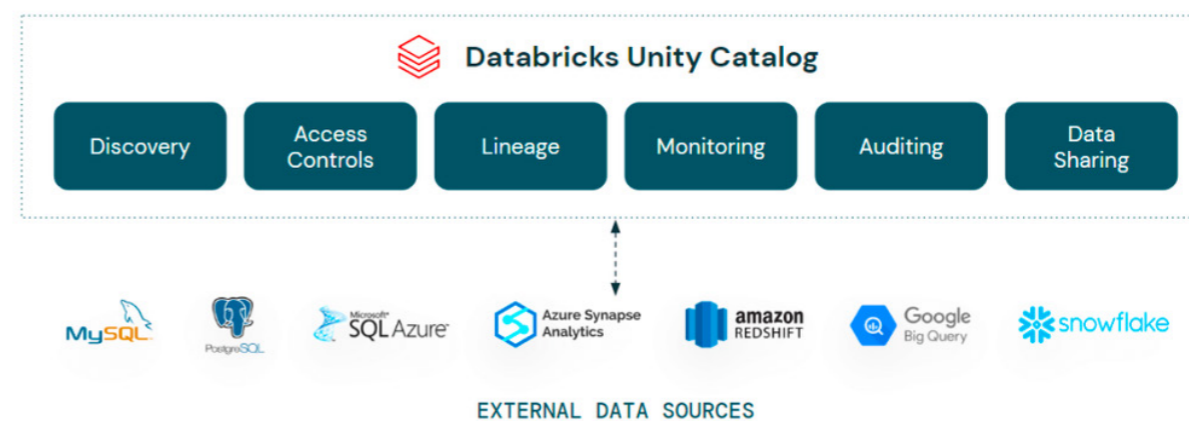 Databricks Unity Catalog
Discovery
Access
Controls
Lineage
Monitoring
Auditing
Data
Sharing
MySQL
PostgreSQL
Microsoft
SQL Azure
Azure Synapse
Analytics
amazon
REDSHIFT
Google
Big Query
snowflake
EXTERNAL DATA SOURCES